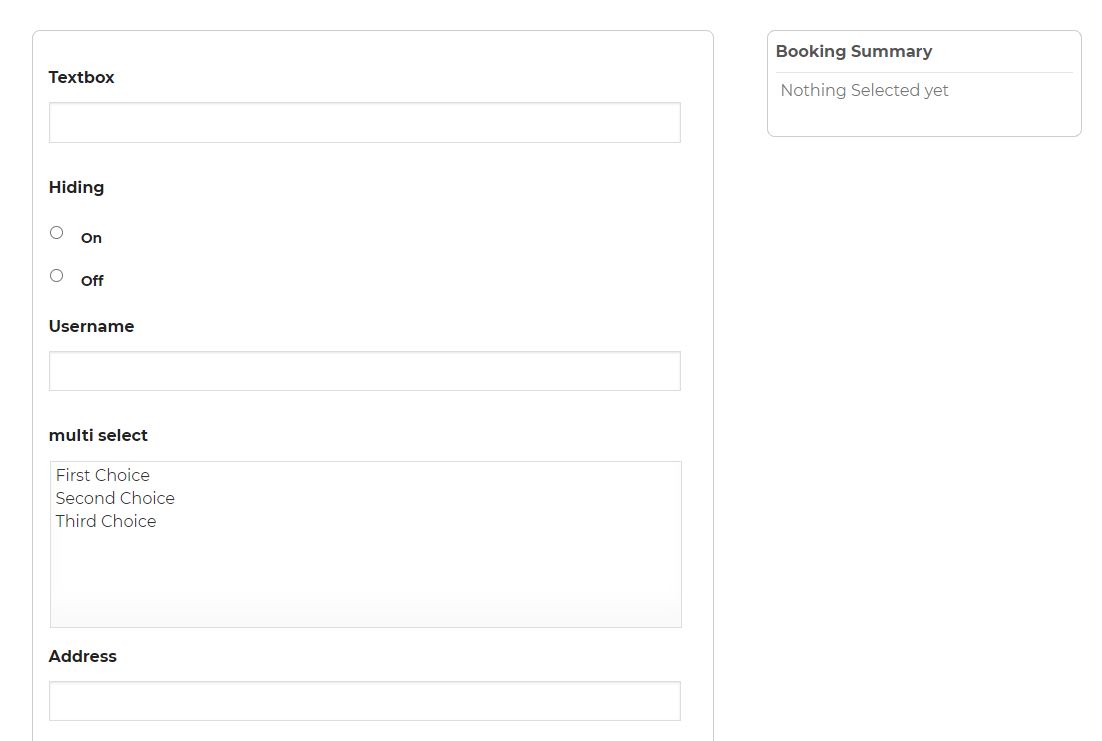 Textbox
Hiding
On
Off
Username
multi select
First Choice
Second Choice
Third Choice
Address
Booking Summary
Nothing Selected yet